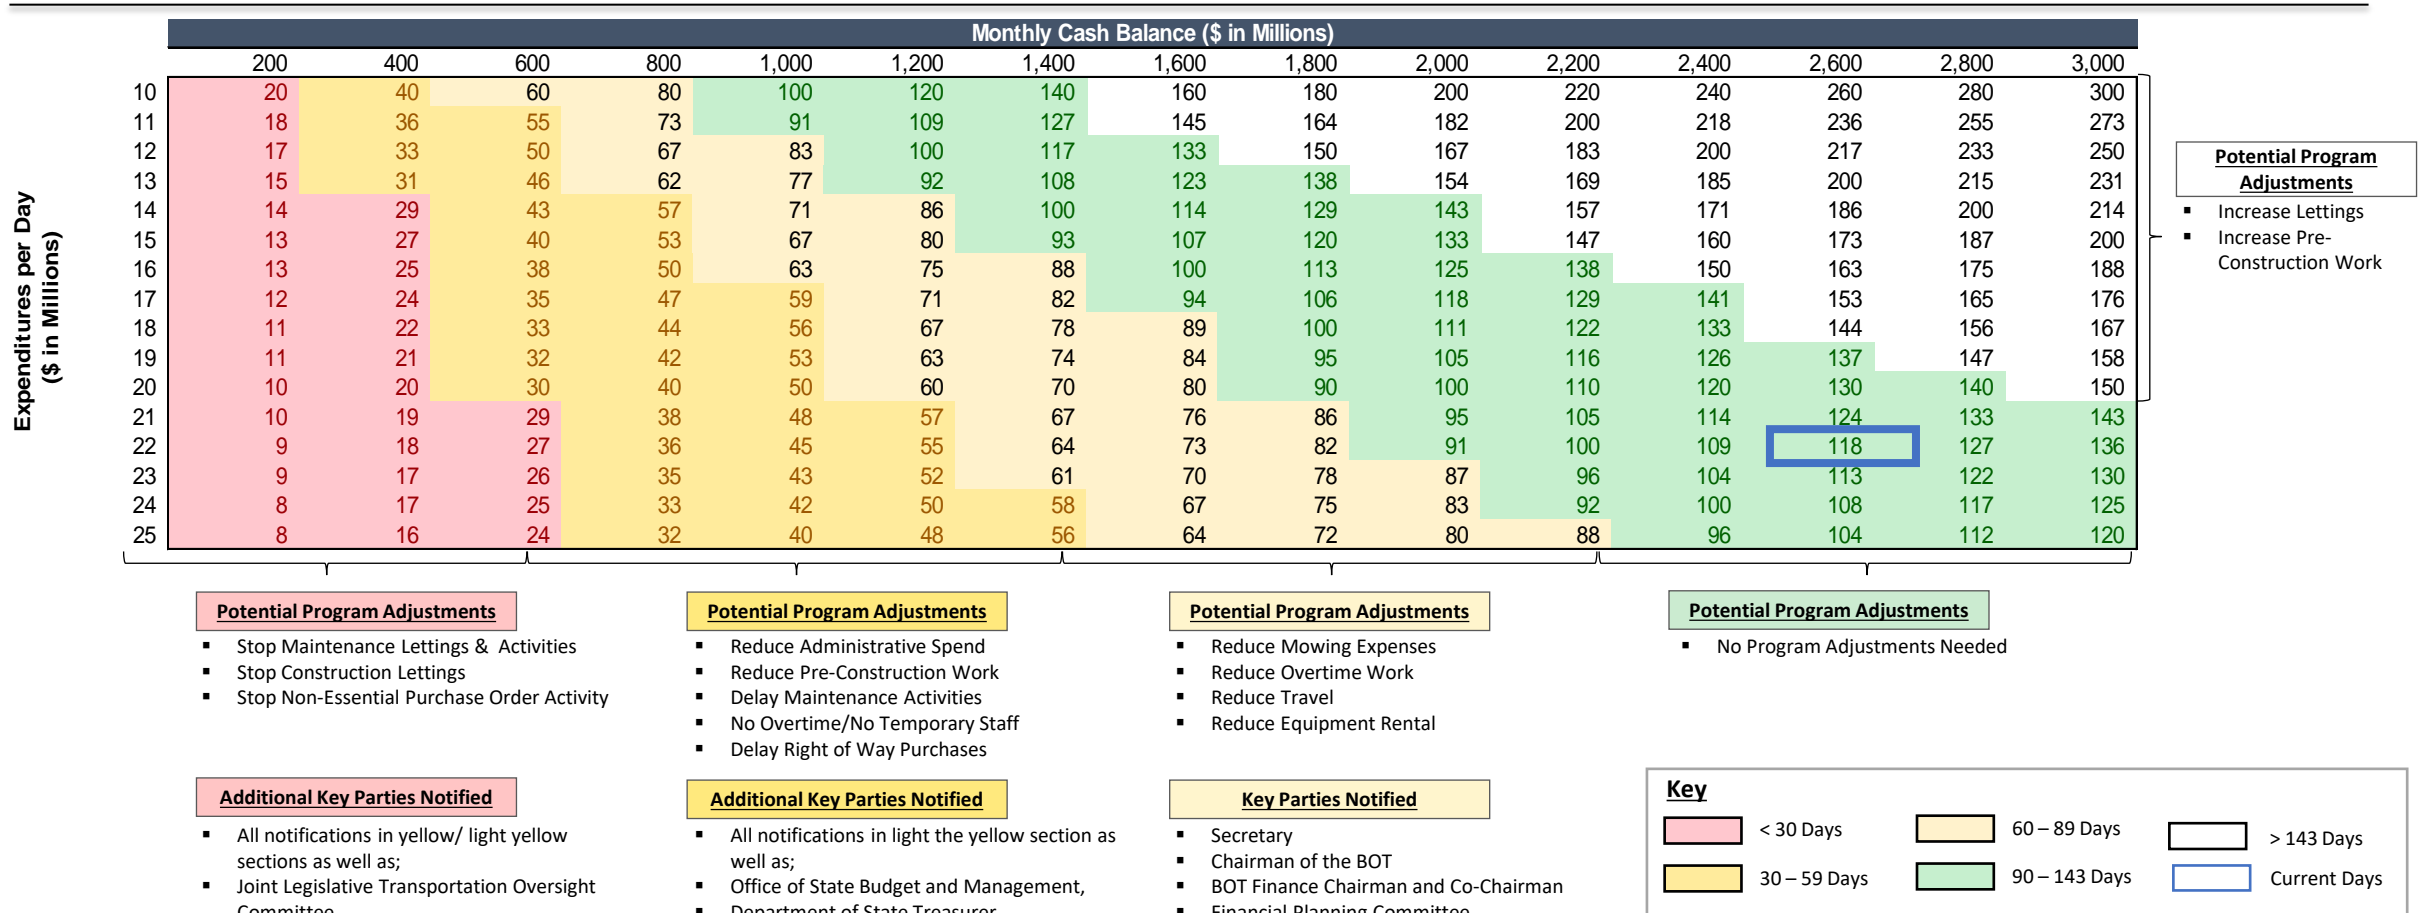 Monthly Cash Balance ($ in Millions)
200 400 600 800 1,000 1,200 1,400 1,600 1,800 2,000 2,200 2,400 2,600 2,800 3,000
10 20 40 60 80 100 120 140 160 180 200 220 240 260 280 300
11 18 36 55 73 91 109 127 145 164 182 200 218 236 255 273
12 17 33 50 67 83 100 117 133 150 167 183 200 217 233 250
13 15 31 46 62 77 92 108 123 138 154 169 185 200 215 231
14 14 29 43 57 71 86 100 114 129 143 157 171 186 200 214
15 13 27 40 53 67 80 93 107 120 133 147 160 173 187 200
16 13 25 38 50 63 75 88 100 113 125 138 150 163 175 188
17 12 24 35 47 59 71 82 94 106 118 129 141 153 165 176
18 11 22 33 44 56 67 78 89 100 111 122 133 144 156 167
19 11 21 32 42 53 63 74 84 95 105 116 126 137 147 158
20 10 20 30 40 50 60 70 80 90 100 110 120 130 140 150
21 10 19 29 38 48 57 67 76 86 95 105 114 124 133 143
22 9 18 27 36 45 55 64 73 82 91 100 109 118 127 136
23 9 17 26 35 43 52 61 70 78 87 96 104 113 122 130
24 8 17 25 33 42 50 58 67 75 83 92 100 108 117 125
25 8 16 24 32 40 48 56 64 72 80 88 96 104 112 120
Expenditures per Day
($ in Millions)
Potential Program
Adjustments
▪ Increase Lettings
▪ Increase Pre-
Construction Work
Potential Program Adjustments
▪ Stop Maintenance Lettings & Activities
▪ Stop Construction Lettings
▪ Stop Non-Essential Purchase Order Activity
Potential Program Adjustments
▪ Reduce Administrative Spend
▪ Reduce Pre-Construction Work
▪ Delay Maintenance Activities
▪ No Overtime/No Temporary Staff
▪ Delay Right of Way Purchases
Potential Program Adjustments
▪ Reduce Mowing Expenses
▪ Reduce Overtime Work
▪ Reduce Travel
▪ Reduce Equipment Rental
Potential Program Adjustments
▪ No Program Adjustments Needed
Additional Key Parties Notified
▪ All notifications in yellow/ light yellow
sections as well as;
▪ Joint Legislative Transportation Oversight
Committee
Additional Key Parties Notified
▪ All notifications in light the yellow section as
well as;
▪ Office of State Budget and Management,
▪ Department of State Treasurer
Key Parties Notified
▪ Secretary
▪ Chairman of the BOT
▪ BOT Finance Chairman and Co-Chairman
▪ Financial Planning Committee
Key
< 30 Days
60 – 89 Days
> 143 Days
30 – 59 Days
90 – 143 Days
Current Days